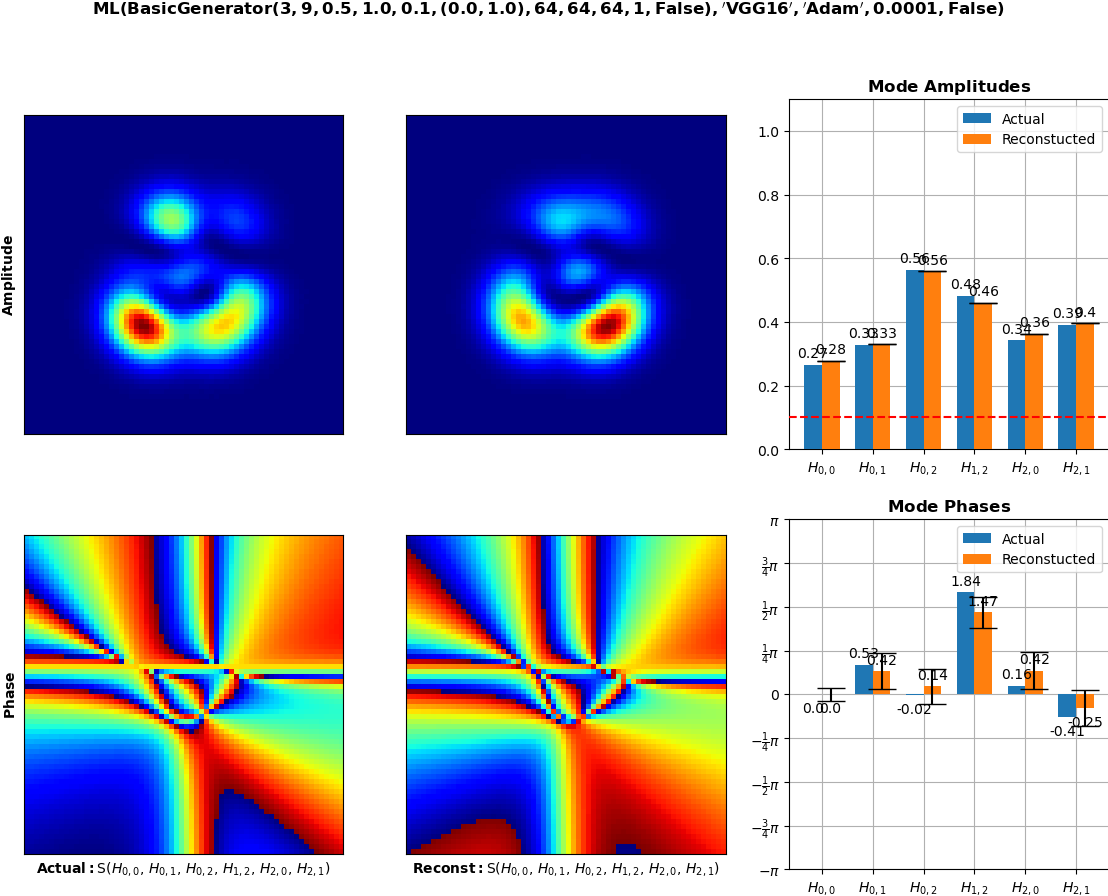 ML(BasicGenerator(3, 9, 0.5, 1.0, 0.1, (0.0, 1.0), 64, 64, 64, 1, False), 'VGG16', 'Adam', 0.0001, False)
Amplitude
Mode Amplitudes
Actual
Reconstucted
1.0
0.8
0.6
0.4
0.2
0.0
0.27 0.28
0.33 0.33
0.56 0.56
0.48 0.46
0.34 0.36
0.39 0.4
H0,0 H0,1 H0,2 H1,2 H2,0 H2,1
Phase
Actual: S(H0,0, H0,1, H0,2, H1,2, H2,0, H2,1)
Reconst: S(H0,0, H0,1, H0,2, H1,2, H2,0, H2,1)
Mode Phases
Actual
Reconstucted
π
3/4π
1/2π
1/4π
0
−1/4π
−1/2π
−3/4π
−π
0.0 0.0
0.53 0.42
-0.02 0.14
1.84 1.47
0.16 0.42
-0.41 -0.25
H0,0 H0,1 H0,2 H1,2 H2,0 H2,1